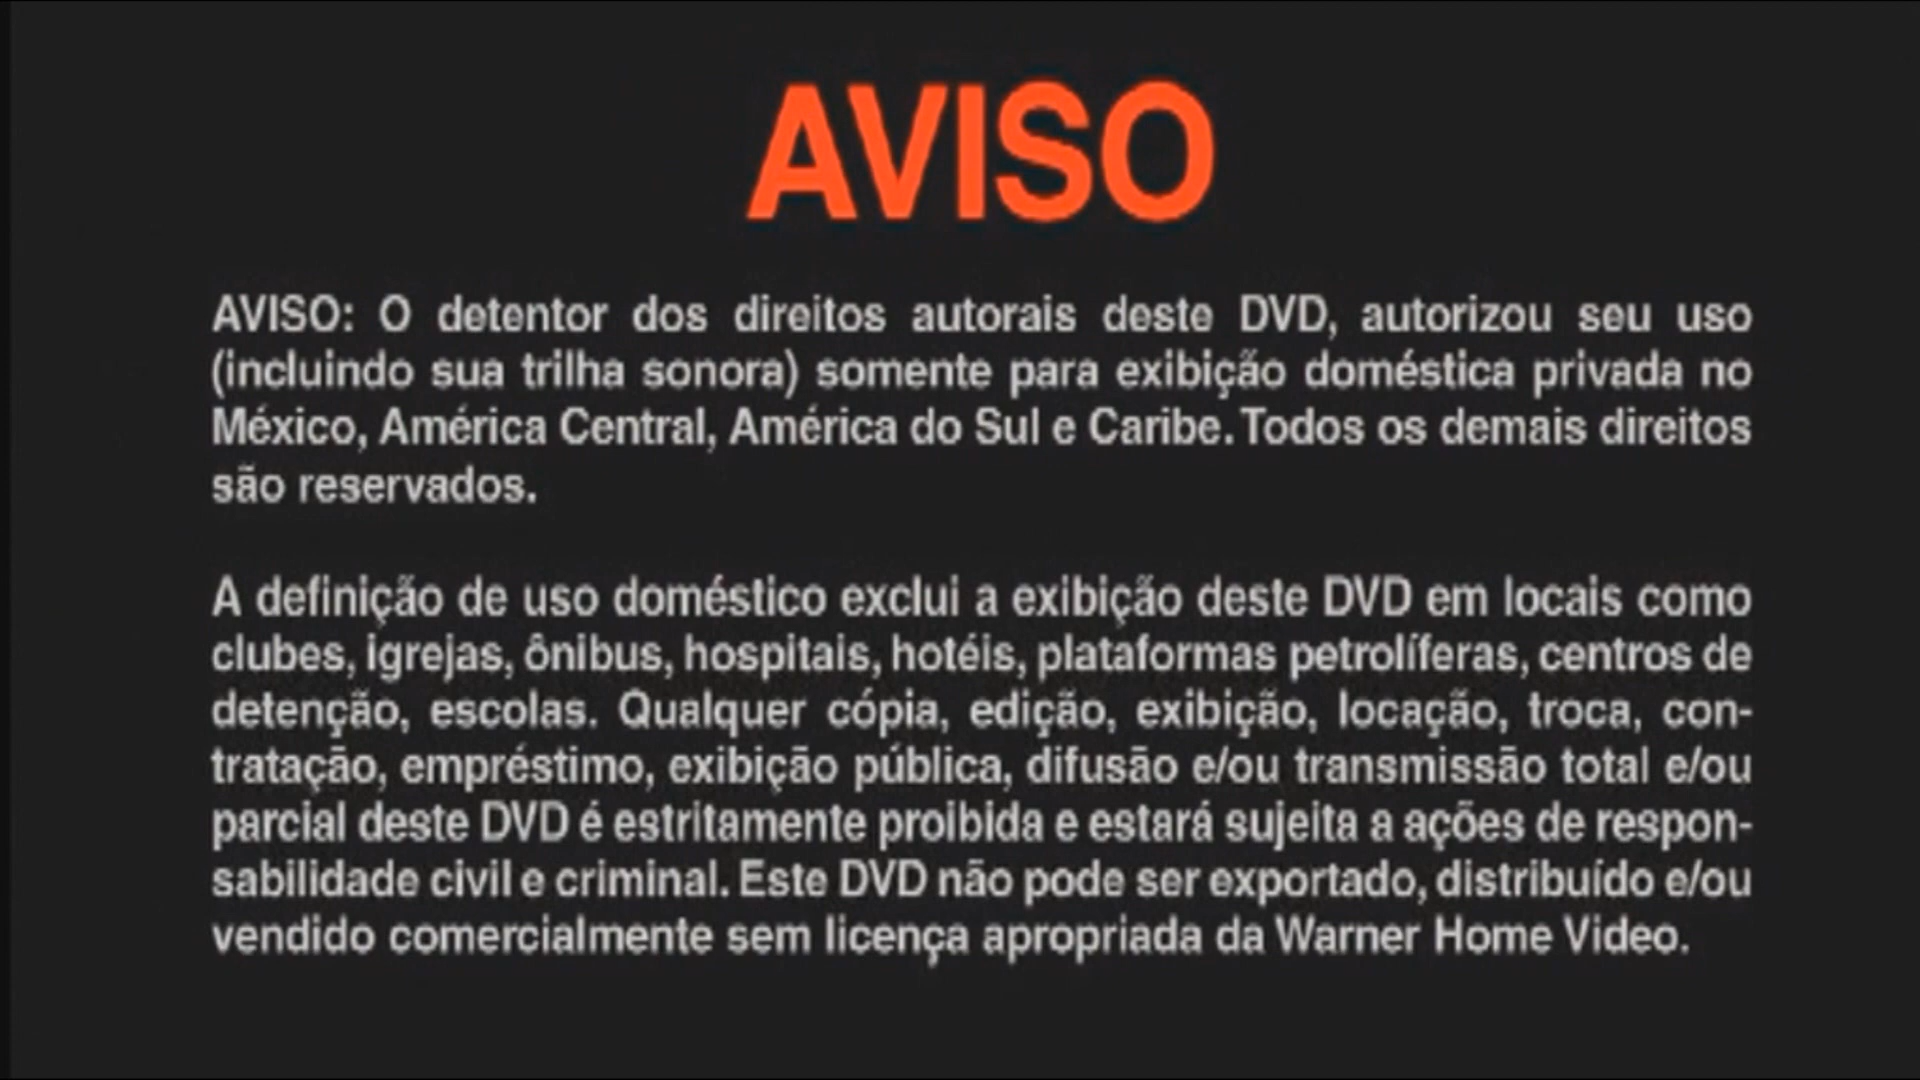 AVISO
AVISO: O detentor dos direitos autorais deste DVD, autorizou seu uso
(incluindo sua trilha sonora) somente para exibição doméstica privada no
México, América Central, América do Sul e Caribe. Todos os demais direitos
são reservados.
A definição de uso doméstico exclui a exibição deste DVD em locais como
clubes, igrejas, ônibus, hospitais, hotéis, plataformas petrolíferas, centros de
detenção, escolas. Qualquer cópia, edição, exibição, locação, troca, con-
tratação, empréstimo, exibição pública, difusão e/ou transmissão total e/ou
parcial deste DVD é estritamente proibida e estará sujeita a ações de respon-
sabilidade civil e criminal. Este DVD não pode ser exportado, distribuído e/ou
vendido comercialmente sem licença apropriada da Warner Home Video.